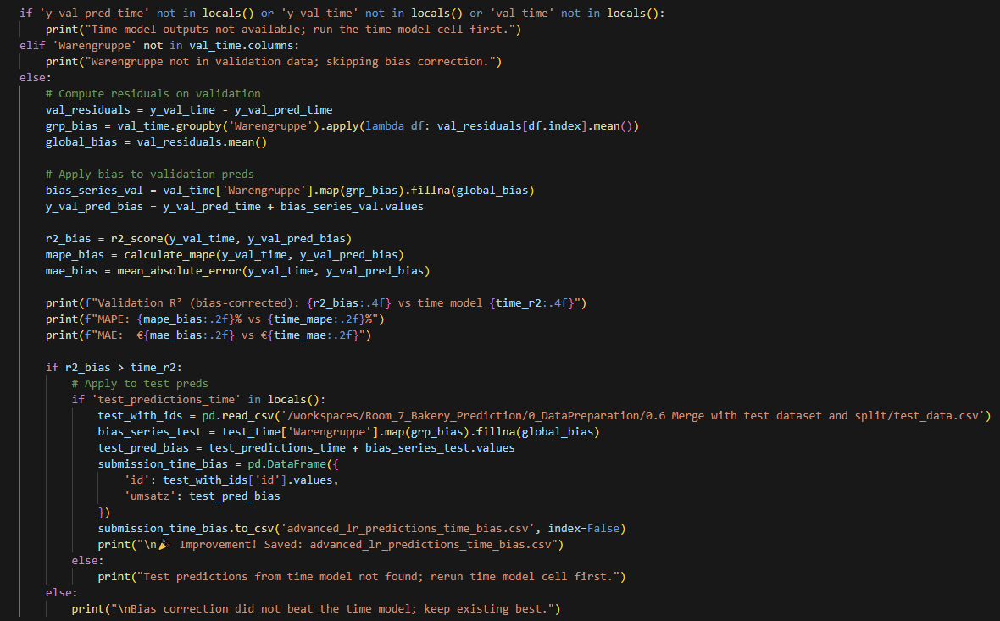 if 'y_val_pred_time' not in locals() or 'y_val_time' not in locals() or 'val_time' not in locals():
    print("Time model outputs not available; run the time model cell first.")
elif 'Warengruppe' not in val_time.columns:
    print("Warengruppe not in validation data; skipping bias correction.")
else:
    # Compute residuals on validation
    val_residuals = y_val_time - y_val_pred_time
    grp_bias = val_time.groupby('Warengruppe').apply(lambda df: val_residuals[df.index].mean())
    global_bias = val_residuals.mean()

    # Apply bias to validation preds
    bias_series_val = val_time['Warengruppe'].map(grp_bias).fillna(global_bias)
    y_val_pred_bias = y_val_pred_time + bias_series_val.values

    r2_bias = r2_score(y_val_time, y_val_pred_bias)
    mape_bias = calculate_mape(y_val_time, y_val_pred_bias)
    mae_bias = mean_absolute_error(y_val_time, y_val_pred_bias)

    print(f"Validation R² (bias-corrected): {r2_bias:.4f} vs time model {time_r2:.4f}")
    print(f"MAPE: {mape_bias:.2f}% vs {time_mape:.2f}%")
    print(f"MAE:  €{mae_bias:.2f} vs €{time_mae:.2f}")

    if r2_bias > time_r2:
        # Apply to test preds
        if 'test_predictions_time' in locals():
            test_with_ids = pd.read_csv('/workspaces/Room_7_Bakery_Prediction/0_DataPreparation/0.6 Merge with test dataset and split/test_data.csv')
            bias_series_test = test_time['Warengruppe'].map(grp_bias).fillna(global_bias)
            test_pred_bias = test_predictions_time + bias_series_test.values
            submission_time_bias = pd.DataFrame({
                'id': test_with_ids['id'].values,
                'umsatz': test_pred_bias
            })
            submission_time_bias.to_csv('advanced_lr_predictions_time_bias.csv', index=False)
            print("\n🎉 Improvement! Saved: advanced_lr_predictions_time_bias.csv")
        else:
            print("Test predictions from time model not found; rerun time model cell first.")
    else:
        print("\nBias correction did not beat the time model; keep existing best.")